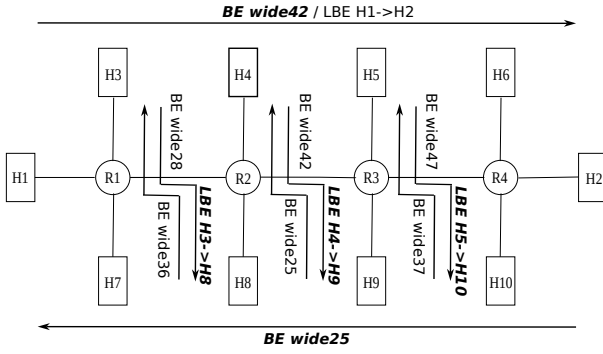 BE wide42 / LBE H1->H2
H3
H4
H5
H6
BE wide28
BE wide42
BE wide47
H1
R1
R2
R3
R4
H2
BE wide36
LBE H3->H8
BE wide25
LBE H4->H9
BE wide37
LBE H5->H10
H7
H8
H9
H10
BE wide25